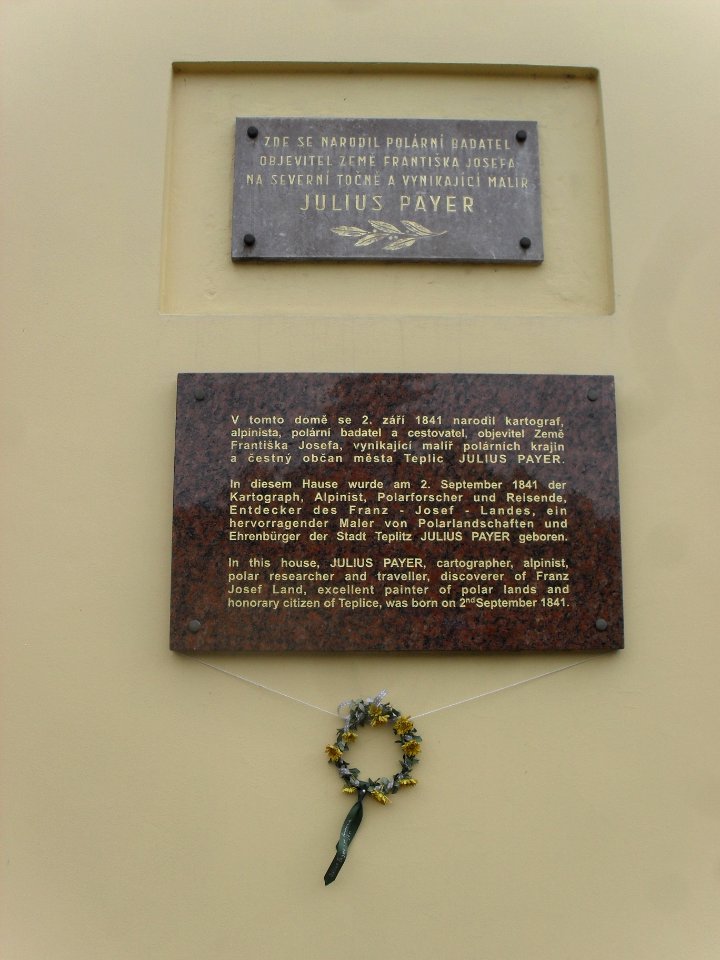 ZDE SE NARODIL POLÁRNÍ BADATEL
OBJEVITEL ZEMĚ FRANTIŠKA JOSEFA
NA SEVERNÍ TOČNĚ A VYNIKAJÍCÍ MALÍŘ
JULIUS PAYER
V tomto domě se 2. září 1841 narodil kartograf,
alpinista, polární badatel a cestovatel, objevitel Země
Františka Josefa, vynikající malíř polárních krajin
a čestný občan města Teplic JULIUS PAYER.
In diesem Hause wurde am 2. September 1841 der
Kartograph, Alpinist, Polarforscher und Reisende,
Entdecker des Franz - Josef - Landes, ein
hervorragender Maler von Polarlandschaften und
Ehrenbürger der Stadt Teplitz JULIUS PAYER geboren.
In this house, JULIUS PAYER, cartographer, alpinist,
polar researcher and traveller, discoverer of Franz
Josef Land, excellent painter of polar lands and
honorary citizen of Teplice, was born on 2nd September 1841.